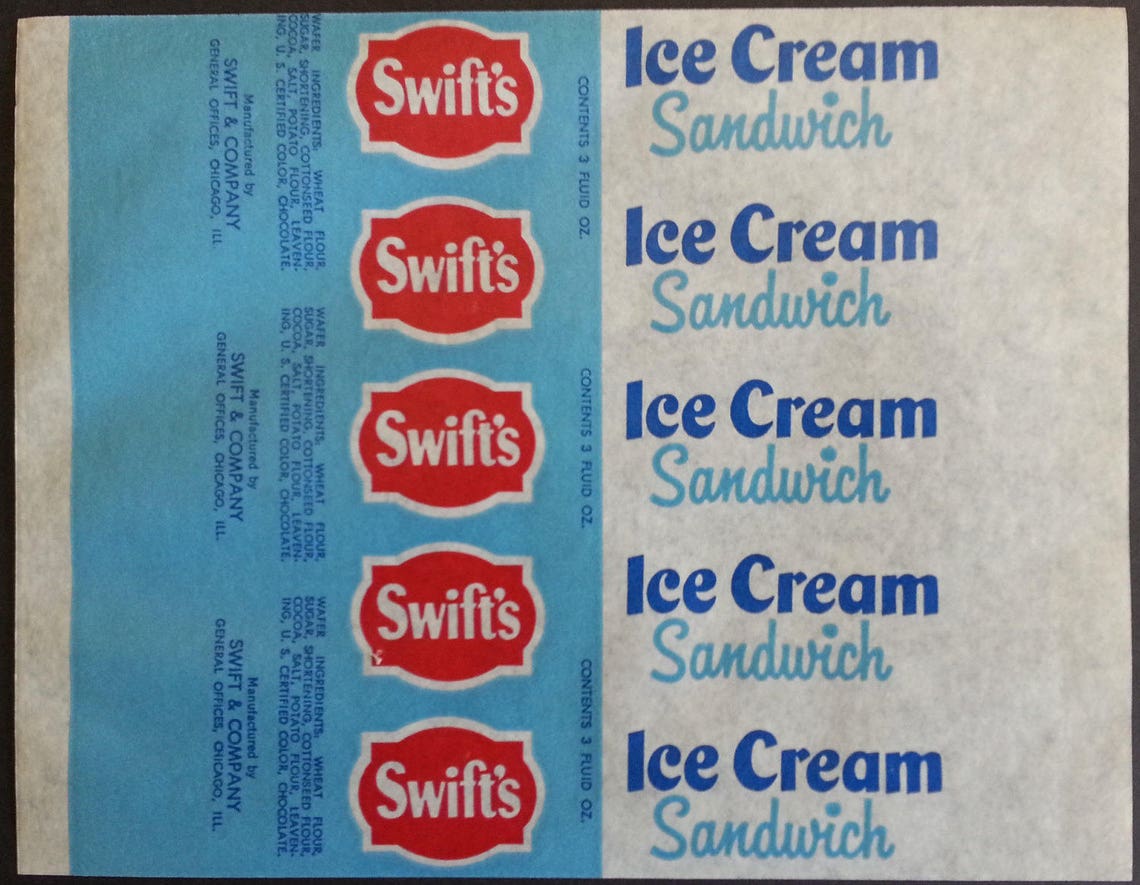 Swift's
Ice Cream
Sandwich
Swift's
Ice Cream
Sandwich
Swift's
Ice Cream
Sandwich
Swift's
Ice Cream
Sandwich
Swift's
Ice Cream
Sandwich
CONTENTS 3 FLUID OZ.
CONTENTS 3 FLUID OZ.
CONTENTS 3 FLUID OZ.
WAFER INGREDIENTS: WHEAT FLOUR,
SUGAR, SHORTENING, COTTONSEED FLOUR,
COCOA, SALT, POTATO FLOUR, LEAVEN-
ING, U. S. CERTIFIED COLOR, CHOCOLATE.
Manufactured by
SWIFT & COMPANY
GENERAL OFFICES, CHICAGO, ILL
WAFER INGREDIENTS: WHEAT FLOUR,
SUGAR, SHORTENING, COTTONSEED FLOUR,
COCOA, SALT, POTATO FLOUR, LEAVEN-
ING, U. S. CERTIFIED COLOR, CHOCOLATE.
Manufactured by
SWIFT & COMPANY
GENERAL OFFICES, CHICAGO, ILL.
WAFER INGREDIENTS: WHEAT FLOUR,
SUGAR, SHORTENING, COTTONSEED FLOUR,
COCOA, SALT, POTATO FLOUR, LEAVEN-
ING, U. S. CERTIFIED COLOR, CHOCOLATE.
Manufactured by
SWIFT & COMPANY
GENERAL OFFICES, CHICAGO, ILL.